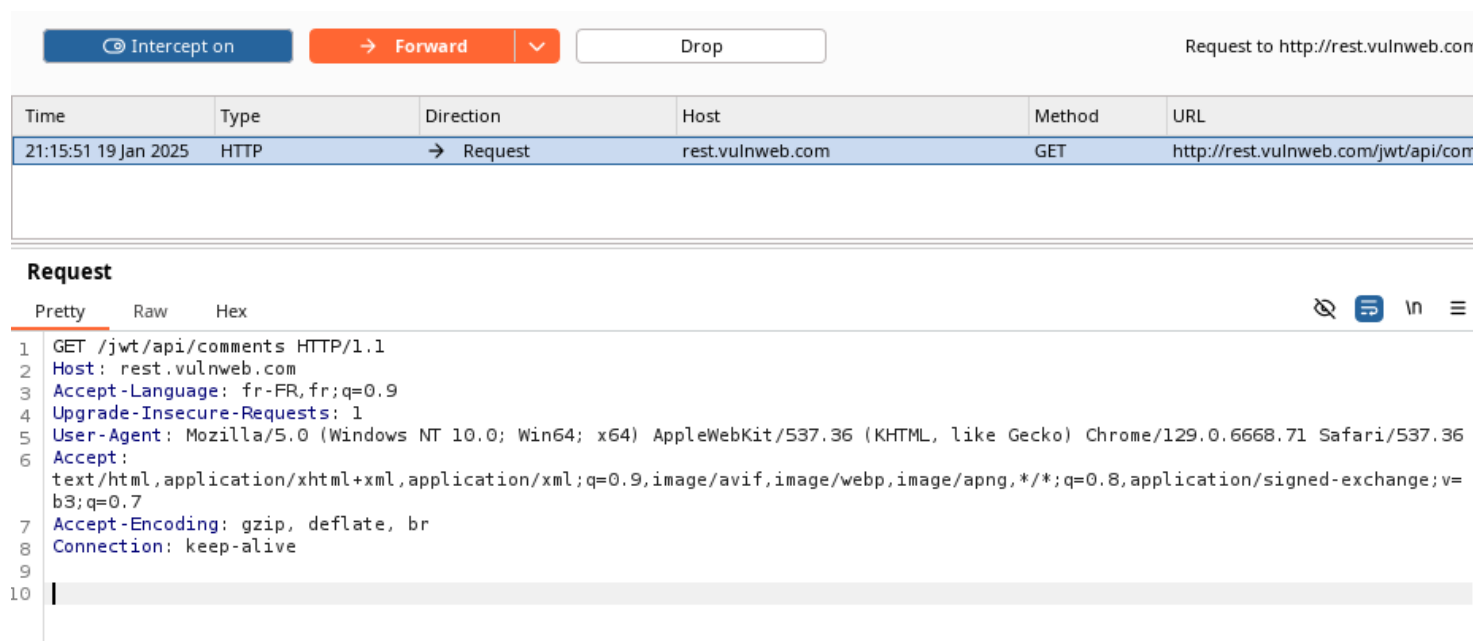 Intercept on Forward Drop Request to http://rest.vulnweb.com
Time Type Direction Host Method URL
21:15:51 19 Jan 2025 HTTP → Request rest.vulnweb.com GET http://rest.vulnweb.com/jwt/api/com
Request
Pretty Raw Hex \n
1 GET /jwt/api/comments HTTP/1.1
2 Host: rest.vulnweb.com
3 Accept-Language: fr-FR,fr;q=0.9
4 Upgrade-Insecure-Requests: 1
5 User-Agent: Mozilla/5.0 (Windows NT 10.0; Win64; x64) AppleWebKit/537.36 (KHTML, like Gecko) Chrome/129.0.6668.71 Safari/537.36
6 Accept:
text/html,application/xhtml+xml,application/xml;q=0.9,image/avif,image/webp,image/apng,*/*;q=0.8,application/signed-exchange;v=
b3;q=0.7
7 Accept-Encoding: gzip, deflate, br
8 Connection: keep-alive
9
10